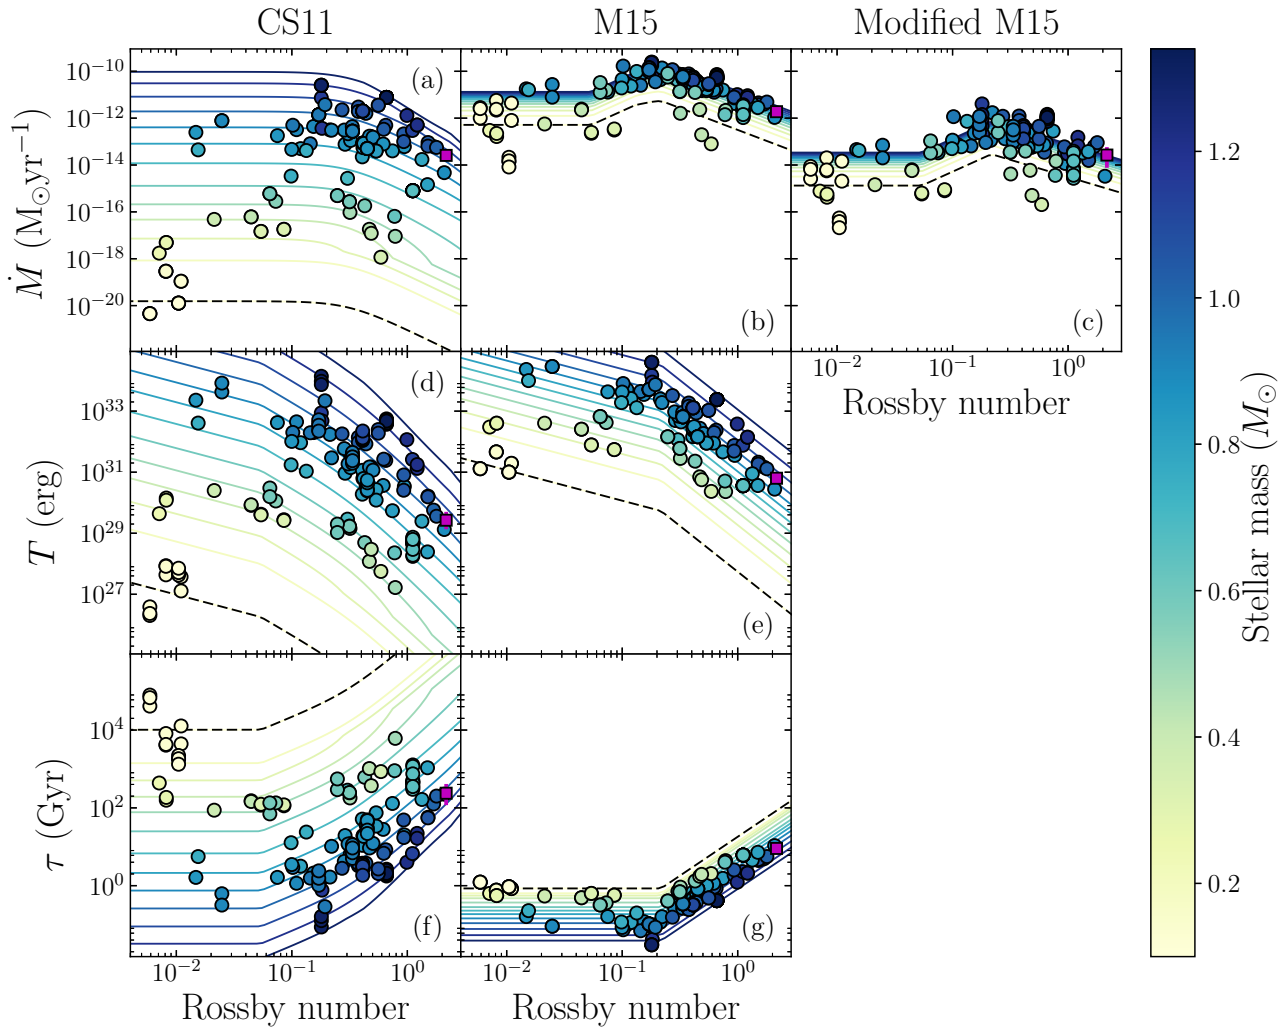 CS11
M15
Modified M15
(a)
(b)
(c)
(d)
(e)
(f)
(g)
Ṁ (M⊙yr⁻¹)
10⁻¹⁰
10⁻¹²
10⁻¹⁴
10⁻¹⁶
10⁻¹⁸
10⁻²⁰
T (erg)
10³³
10³¹
10²⁹
10²⁷
τ (Gyr)
10⁴
10²
10⁰
10⁻² 10⁻¹ 10⁰
Rossby number
10⁻² 10⁻¹ 10⁰
Rossby number
10⁻² 10⁻¹ 10⁰
Rossby number
1.2
1.0
0.8
0.6
0.4
0.2
Stellar mass (M⊙)